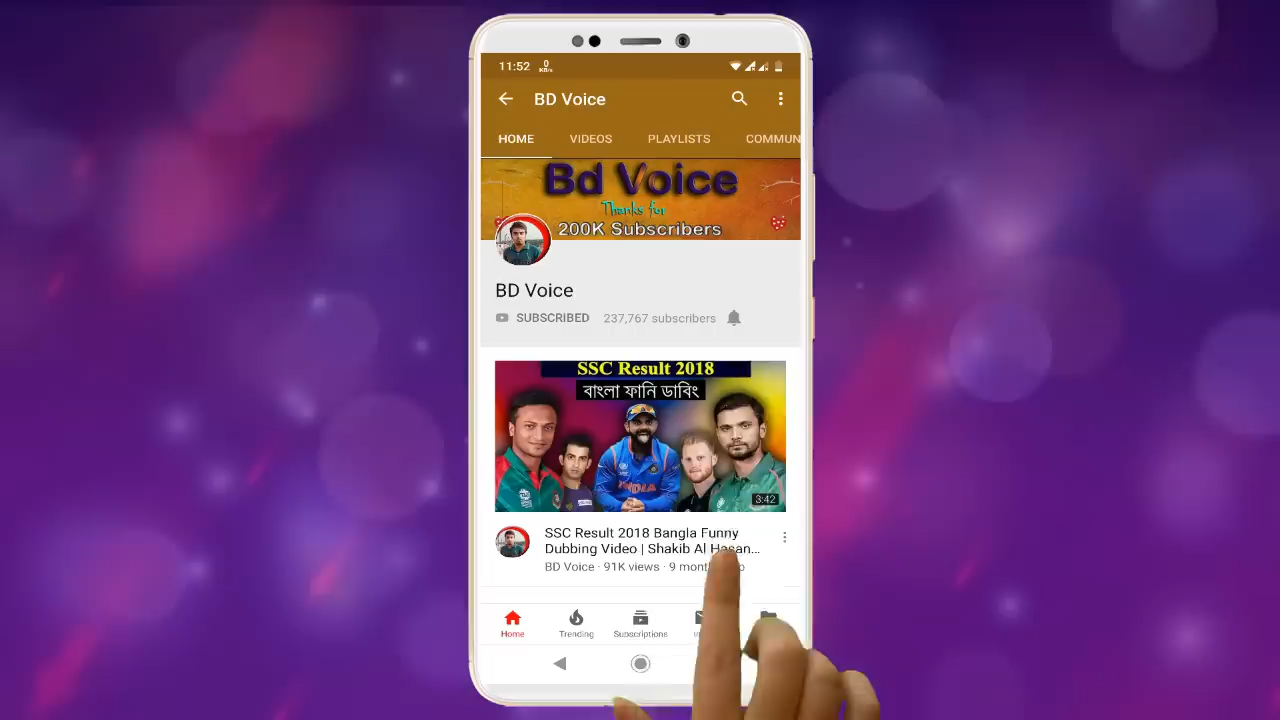 11:52 0
KB/s
BD Voice
HOME VIDEOS PLAYLISTS COMMUN
Bd Voice
Thanks for
200K Subscribers
BD Voice
SUBSCRIBED 237,767 subscribers
SSC Result 2018
বাংলা ফানি ডাবিং
INDIA
3:42
SSC Result 2018 Bangla Funny
Dubbing Video | Shakib Al Hasan...
BD Voice · 91K views · 9 mont
Home Trending Subscriptions